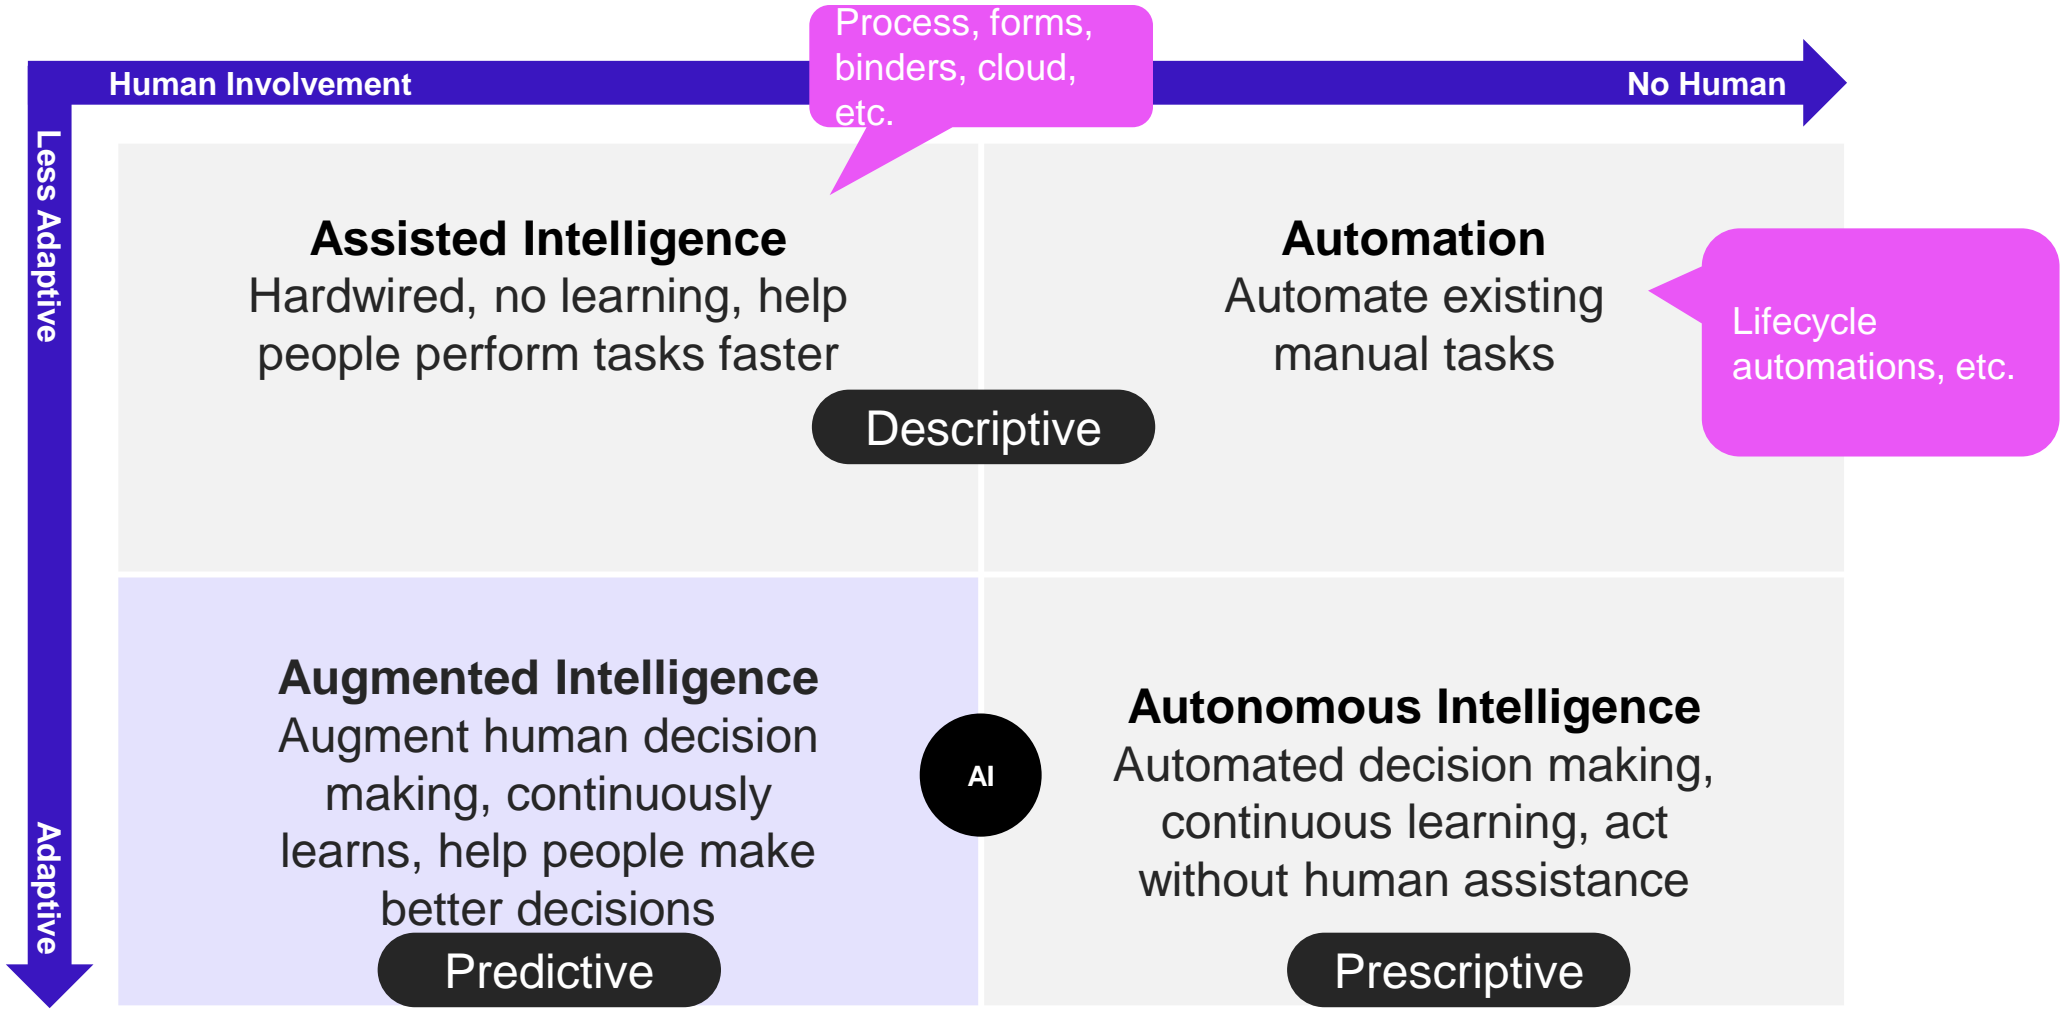 Process, forms,
binders, cloud,
etc.
Human Involvement
No Human
Less Adaptive
Adaptive
Assisted Intelligence
Hardwired, no learning, help
people perform tasks faster
Automation
Automate existing
manual tasks
Lifecycle
automations, etc.
Descriptive
Augmented Intelligence
Augment human decision
making, continuously
learns, help people make
better decisions
Predictive
AI
Autonomous Intelligence
Automated decision making,
continuous learning, act
without human assistance
Prescriptive